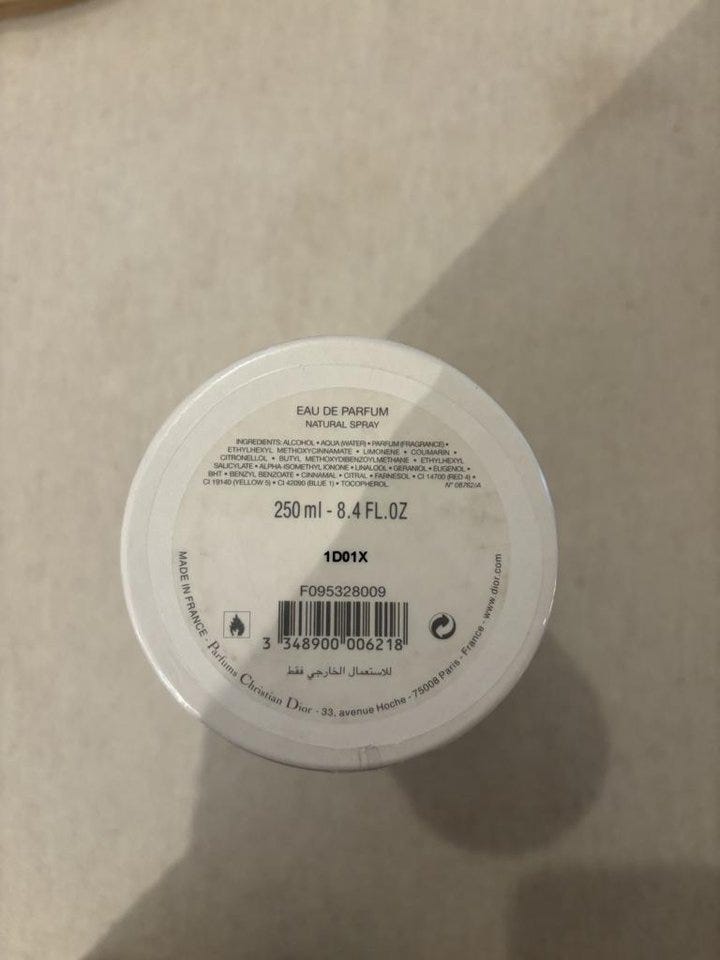 EAU DE PARFUM
NATURAL SPRAY
INGREDIENTS: ALCOHOL • AQUA (WATER) • PARFUM (FRAGRANCE) •
ETHYLHEXYL METHOXYCINNAMATE • LIMONENE • COUMARIN •
CITRONELLOL • BUTYL METHOXYDIBENZOYLMETHANE • ETHYLHEXYL
SALICYLATE • ALPHA-ISOMETHYL IONONE • LINALOOL • GERANIOL • EUGENOL •
BHT • BENZYL BENZOATE • CINNAMAL • CITRAL • FARNESOL • CI 14700 (RED 4) •
CI 19140 (YELLOW 5) • CI 42090 (BLUE 1) • TOCOPHEROL. N° 08762/A
250 ml - 8.4 FL.OZ
1D01X
F095328009
3 348900 006218
للاستعمال الخارجي فقط
MADE IN FRANCE - Parfums Christian Dior - 33, avenue Hoche - 75008 Paris - France - www.dior.com